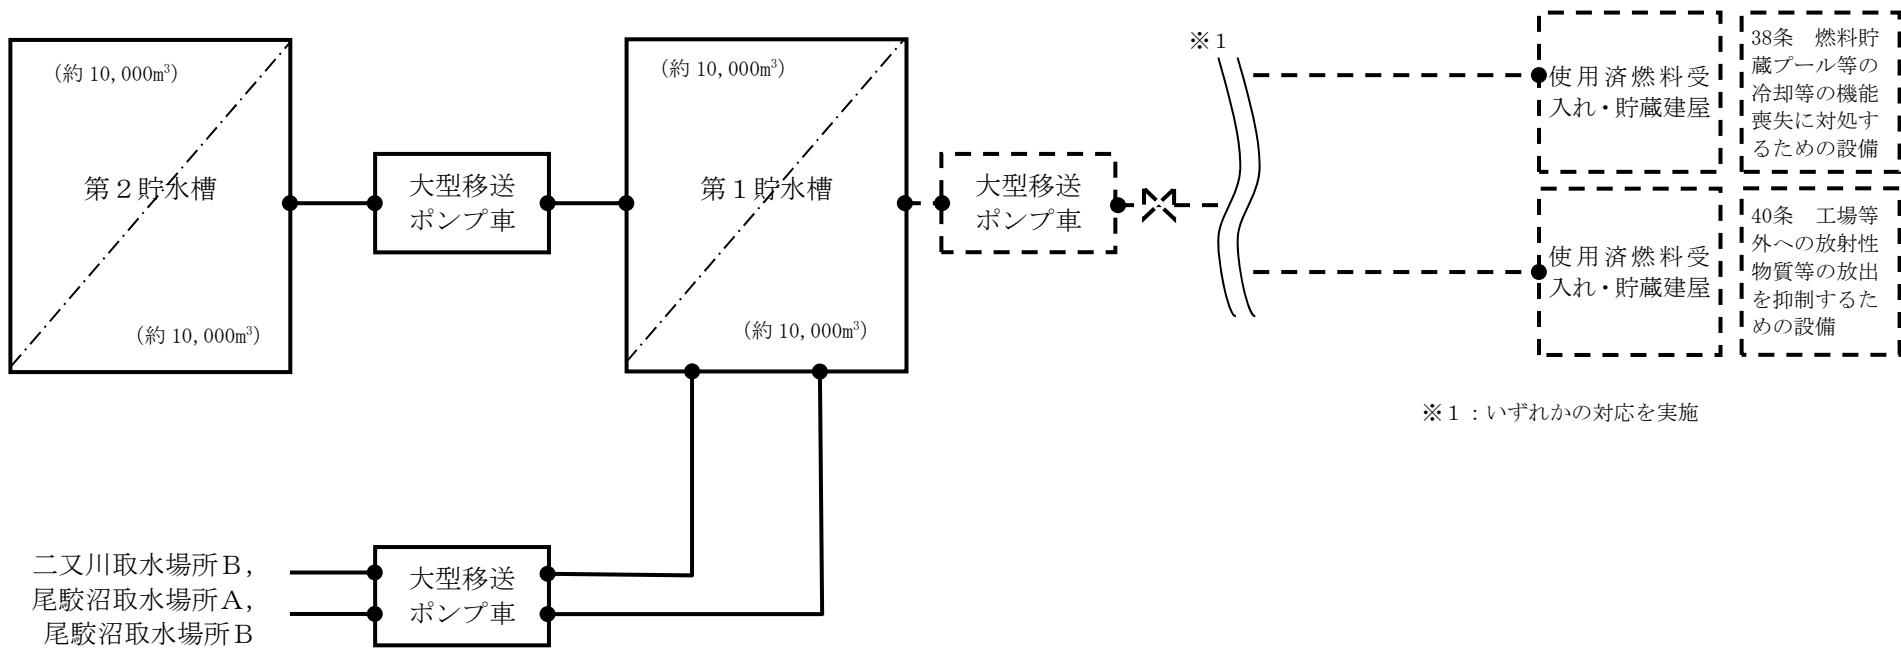 (約 10,000m³)
第2貯水槽
(約 10,000m³)
大型移送
ポンプ車
(約 10,000m³)
第1貯水槽
(約 10,000m³)
大型移送
ポンプ車
※1
使用済燃料受
入れ・貯蔵建屋
38条 燃料貯
蔵プール等の
冷却等の機能
喪失に対処す
るための設備
使用済燃料受
入れ・貯蔵建屋
40条 工場等
外への放射性
物質等の放出
を抑制するた
めの設備
※1:いずれかの対応を実施
二又川取水場所B,
尾駮沼取水場所A,
尾駮沼取水場所B
大型移送
ポンプ車